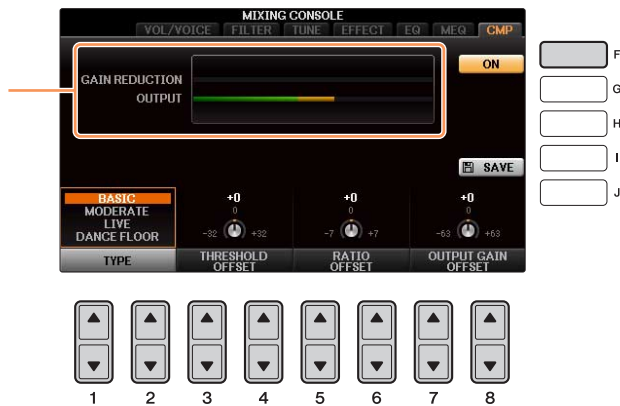 MIXING CONSOLE
VOL/VOICE FILTER TUNE EFFECT EQ MEQ CMP
ON
GAIN REDUCTION
OUTPUT
SAVE
BASIC
MODERATE
LIVE
DANCE FLOOR
+0 +0 +0
0 0 0
-32 +32 -7 +7 -63 +63
TYPE
THRESHOLD OFFSET
RATIO OFFSET
OUTPUT GAIN OFFSET
F
G
H
I
J
1 2 3 4 5 6 7 8